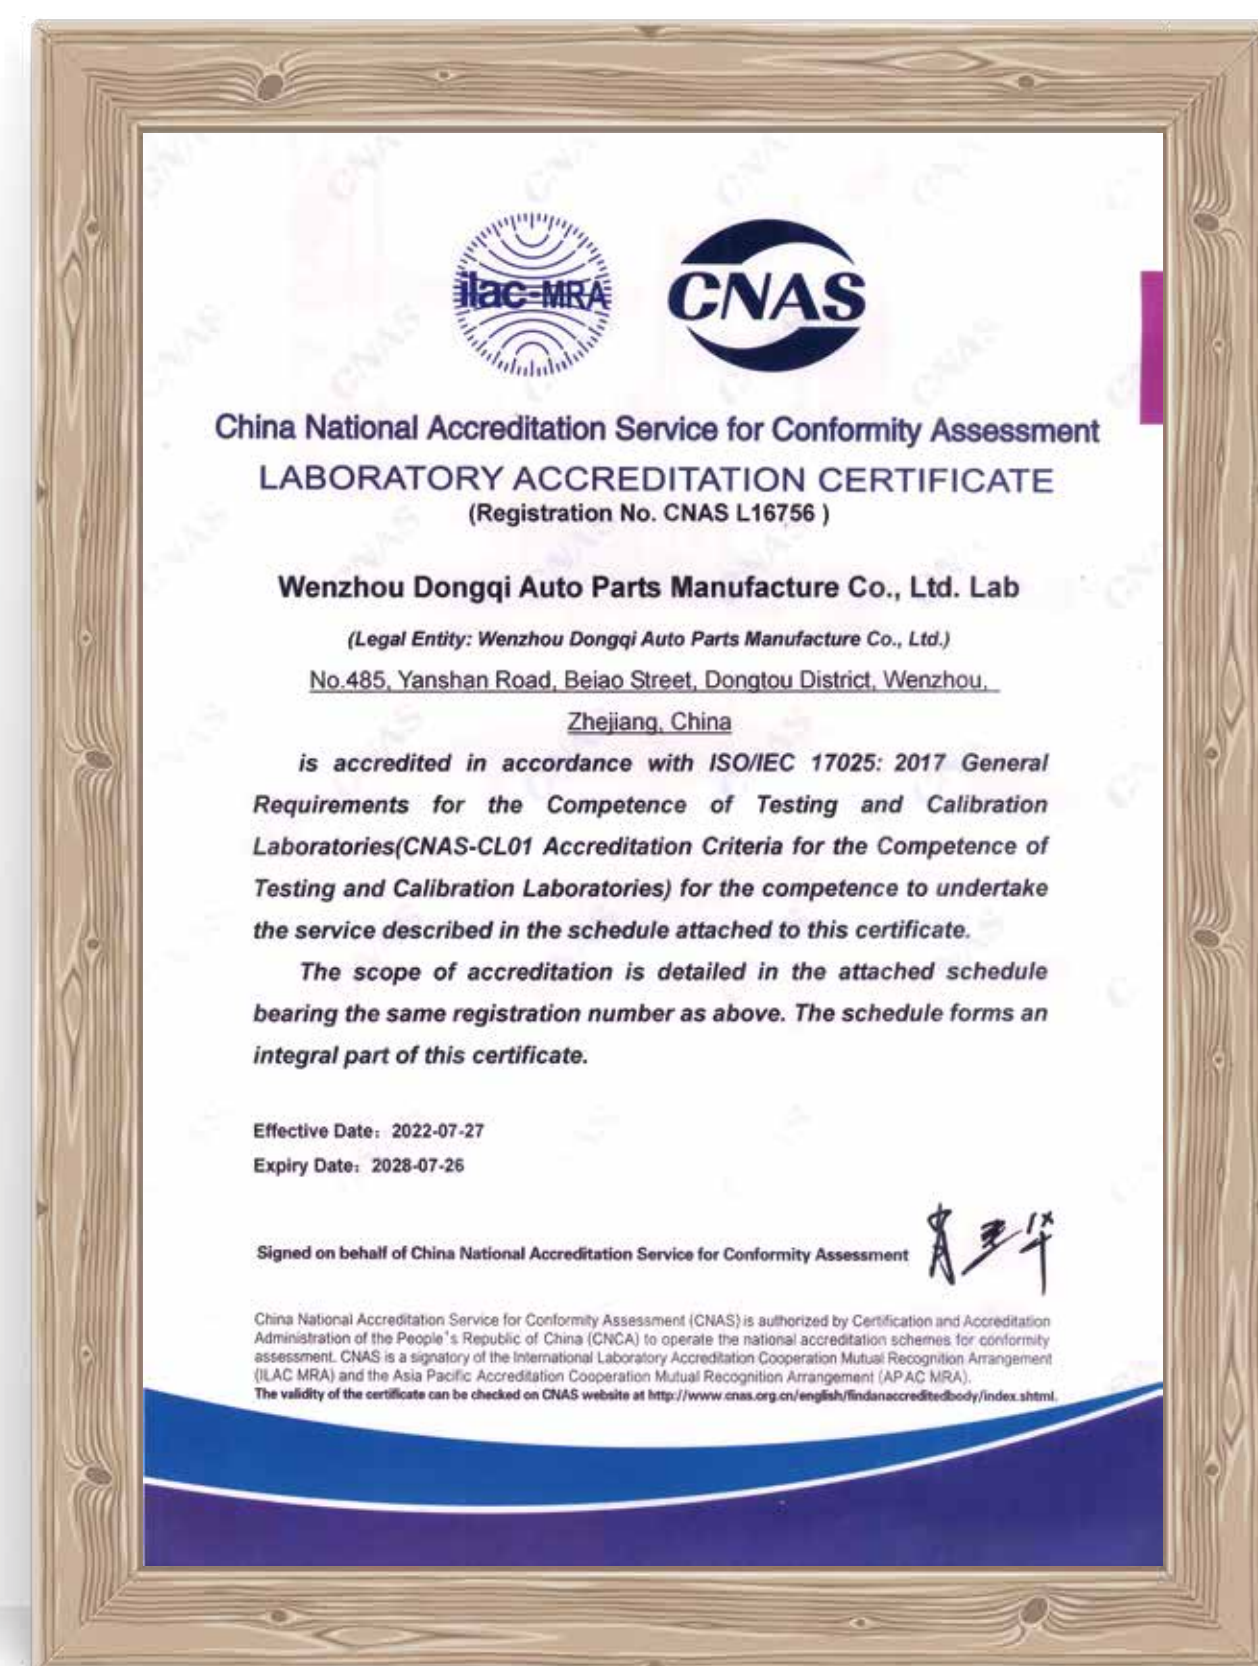 ilac-MRA
CNAS
China National Accreditation Service for Conformity Assessment
LABORATORY ACCREDITATION CERTIFICATE
(Registration No. CNAS L16756 )
Wenzhou Dongqi Auto Parts Manufacture Co., Ltd. Lab
(Legal Entity: Wenzhou Dongqi Auto Parts Manufacture Co., Ltd.)
No.485, Yanshan Road, Beiao Street, Dongtou District, Wenzhou,
Zhejiang, China
is accredited in accordance with ISO/IEC 17025: 2017 General
Requirements for the Competence of Testing and Calibration
Laboratories(CNAS-CL01 Accreditation Criteria for the Competence of
Testing and Calibration Laboratories) for the competence to undertake
the service described in the schedule attached to this certificate.
The scope of accreditation is detailed in the attached schedule
bearing the same registration number as above. The schedule forms an
integral part of this certificate.
Effective Date：2022-07-27
Expiry Date：2028-07-26
Signed on behalf of China National Accreditation Service for Conformity Assessment
China National Accreditation Service for Conformity Assessment (CNAS) is authorized by Certification and Accreditation
Administration of the People's Republic of China (CNCA) to operate the national accreditation schemes for conformity
assessment. CNAS is a signatory of the International Laboratory Accreditation Cooperation Mutual Recognition Arrangement
(ILAC MRA) and the Asia Pacific Accreditation Cooperation Mutual Recognition Arrangement (APAC MRA).
The validity of the certificate can be checked on CNAS website at http://www.cnas.org.cn/english/findanaccreditedbody/index.shtml.